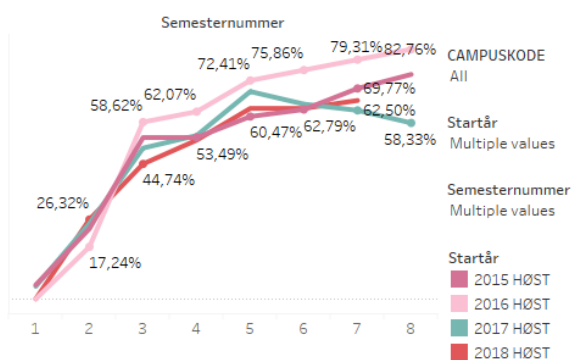 Semesternummer
79,31% 82,76%
75,86%
72,41%
69,77%
58,62% 62,07%
60,47% 62,79% 62,50%
53,49% 58,33%
44,74%
26,32%
17,24%
1 2 3 4 5 6 7 8
CAMPUSKODE
All
Startår
Multiple values
Semesternummer
Multiple values
Startår
2015 HØST
2016 HØST
2017 HØST
2018 HØST